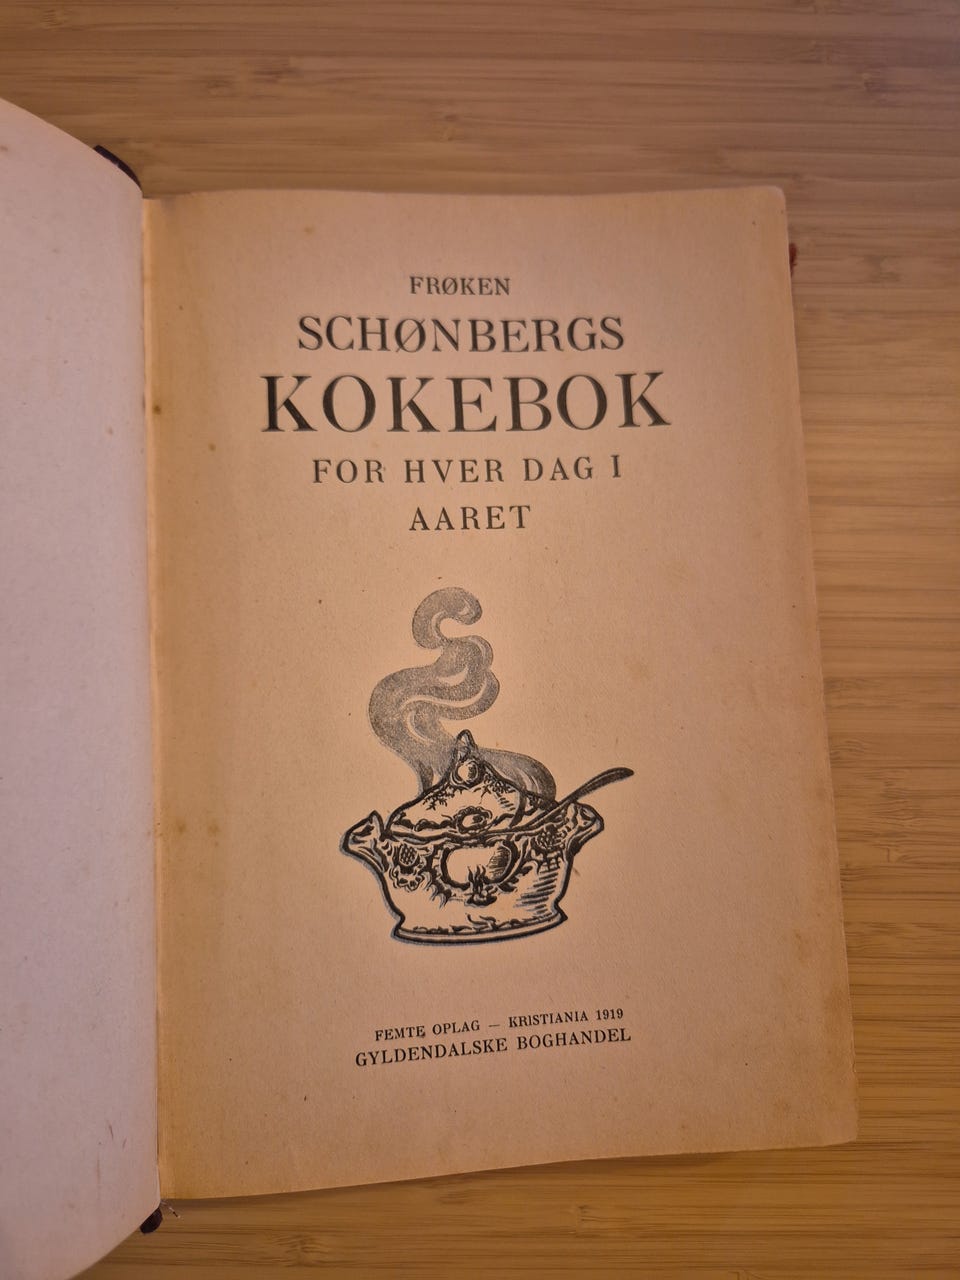 FRØKEN
SCHØNBERGS
KOKEBOK
FOR HVER DAG I
AARET
FEMTE OPLAG — KRISTIANIA 1919
GYLDENDALSKE BOGHANDEL